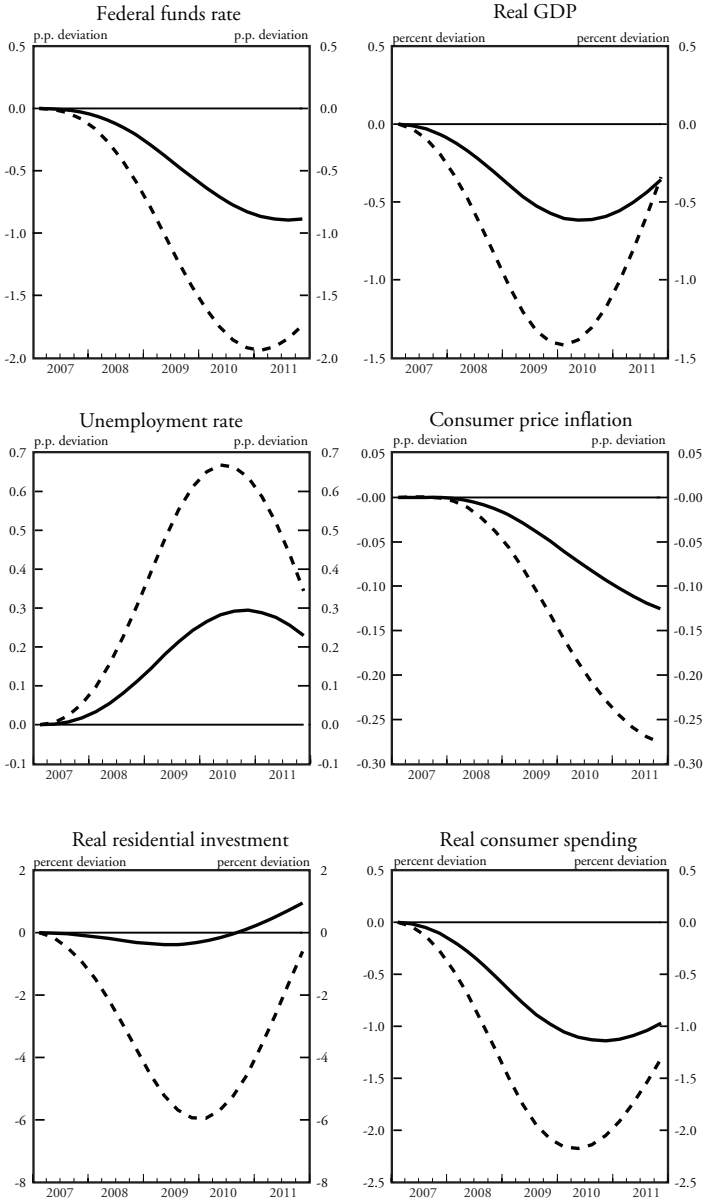 Federal funds rate
p.p. deviation p.p. deviation
0.5 0.5
0.0 0.0
-0.5 -0.5
-1.0 -1.0
-1.5 -1.5
-2.0 -2.0
2007 2008 2009 2010 2011
Real GDP
percent deviation percent deviation
0.5 0.5
0.0 0.0
-0.5 -0.5
-1.0 -1.0
-1.5 -1.5
2007 2008 2009 2010 2011
Unemployment rate
p.p. deviation p.p. deviation
0.7 0.7
0.6 0.6
0.5 0.5
0.4 0.4
0.3 0.3
0.2 0.2
0.1 0.1
0.0 0.0
-0.1 -0.1
2007 2008 2009 2010 2011
Consumer price inflation
p.p. deviation p.p. deviation
0.05 0.05
-0.00 -0.00
-0.05 -0.05
-0.10 -0.10
-0.15 -0.15
-0.20 -0.20
-0.25 -0.25
-0.30 -0.30
2007 2008 2009 2010 2011
Real residential investment
percent deviation percent deviation
2 2
0 0
-2 -2
-4 -4
-6 -6
-8 -8
2007 2008 2009 2010 2011
Real consumer spending
percent deviation percent deviation
0.5 0.5
0.0 0.0
-0.5 -0.5
-1.0 -1.0
-1.5 -1.5
-2.0 -2.0
-2.5 -2.5
2007 2008 2009 2010 2011